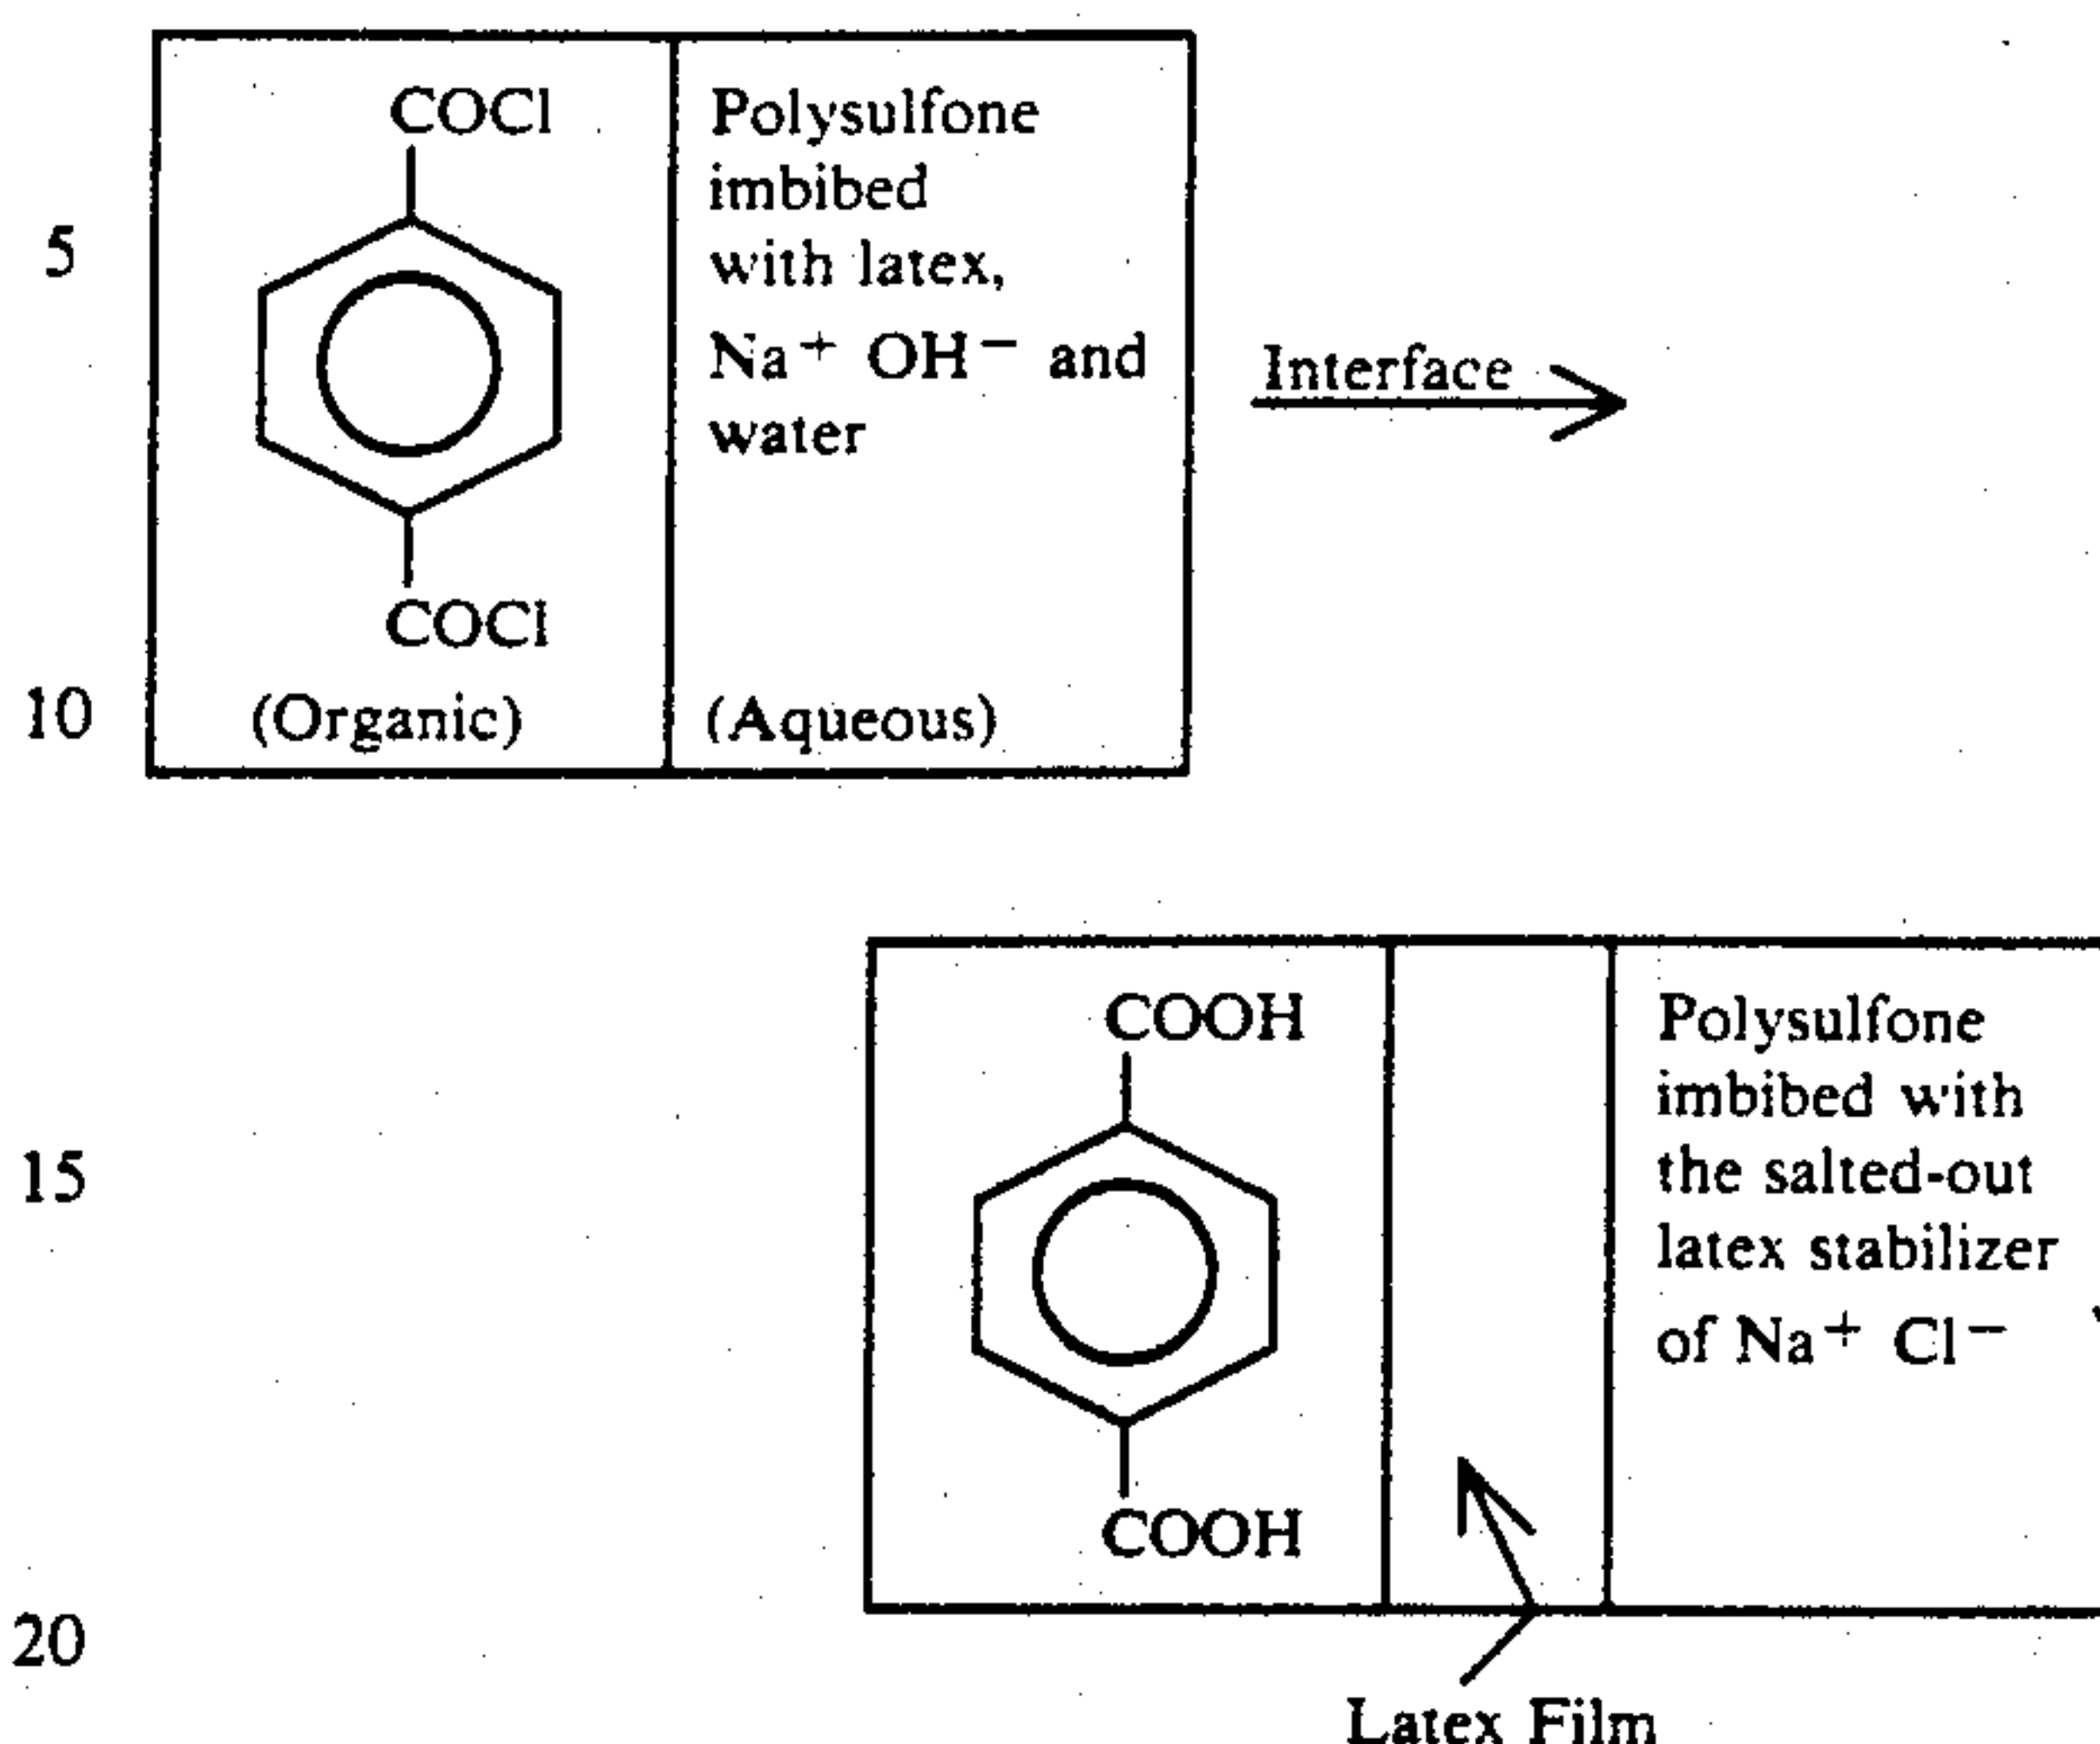 COCl
Polysulfone
imbibed
5
with latex,
Na+ OH− and
Interface
water
COCl
10
(Organic)
(Aqueous)
COOH
Polysulfone
imbibed with
15
the salted-out
latex stabilizer
of Na+ Cl−
COOH
20
Latex Film